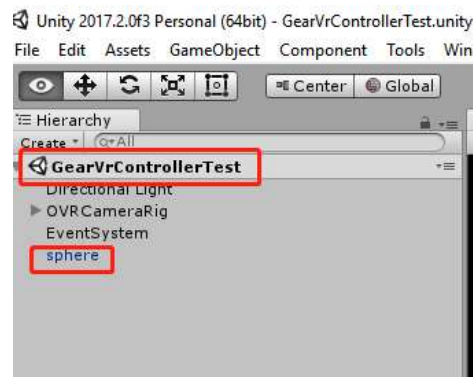 Unity 2017.2.0f3 Personal (64bit) - GearVrControllerTest.unity
File Edit Assets GameObject Component Tools Win
Center Global
Hierarchy
Create All
GearVrControllerTest
Directional Light
OVRCameraRig
EventSystem
sphere